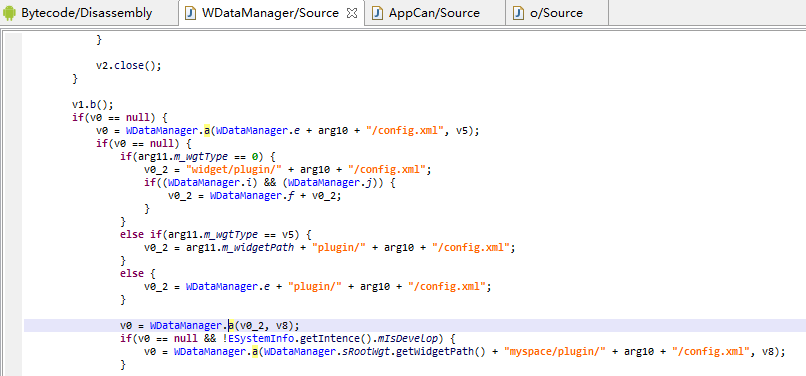 Bytecode/Disassembly WDataManager/Source AppCan/Source o/Source
}
v2.close();
}
v1.b();
if(v0 == null) {
v0 = WDataManager.a(WDataManager.e + arg10 + "/config.xml", v5);
if(v0 == null) {
if(arg11.m_wgtType == 0) {
v0_2 = "widget/plugin/" + arg10 + "/config.xml";
if((WDataManager.i) && (WDataManager.j)) {
v0_2 = WDataManager.f + v0_2;
}
}
else if(arg11.m_wgtType == v5) {
v0_2 = arg11.m_widgetPath + "plugin/" + arg10 + "/config.xml";
}
else {
v0_2 = WDataManager.e + "plugin/" + arg10 + "/config.xml";
}
v0 = WDataManager.a(v0_2, v8);
if(v0 == null && !ESystemInfo.getIntence().mIsDevelop) {
v0 = WDataManager.a(WDataManager.sRootWgt.getWidgetPath() + "myspace/plugin/" + arg10 + "/config.xml", v8);
}